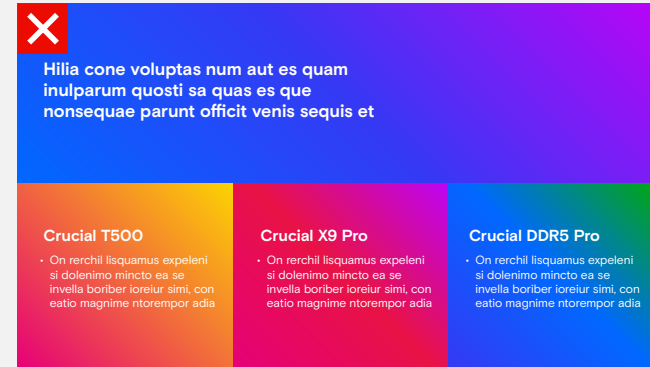 Hilia cone voluptas num aut es quam
inulparum quosti sa quas es que
nonsequae parunt officit venis sequis et
Crucial T500
• On rerchil lisquamus expeleni
si dolenimo mincto ea se
invella boriber ioreiur simi, con
eatio magnime ntorempor adia
Crucial X9 Pro
• On rerchil lisquamus expeleni
si dolenimo mincto ea se
invella boriber ioreiur simi, con
eatio magnime ntorempor adia
Crucial DDR5 Pro
• On rerchil lisquamus expeleni
si dolenimo mincto ea se
invella boriber ioreiur simi, con
eatio magnime ntorempor adia